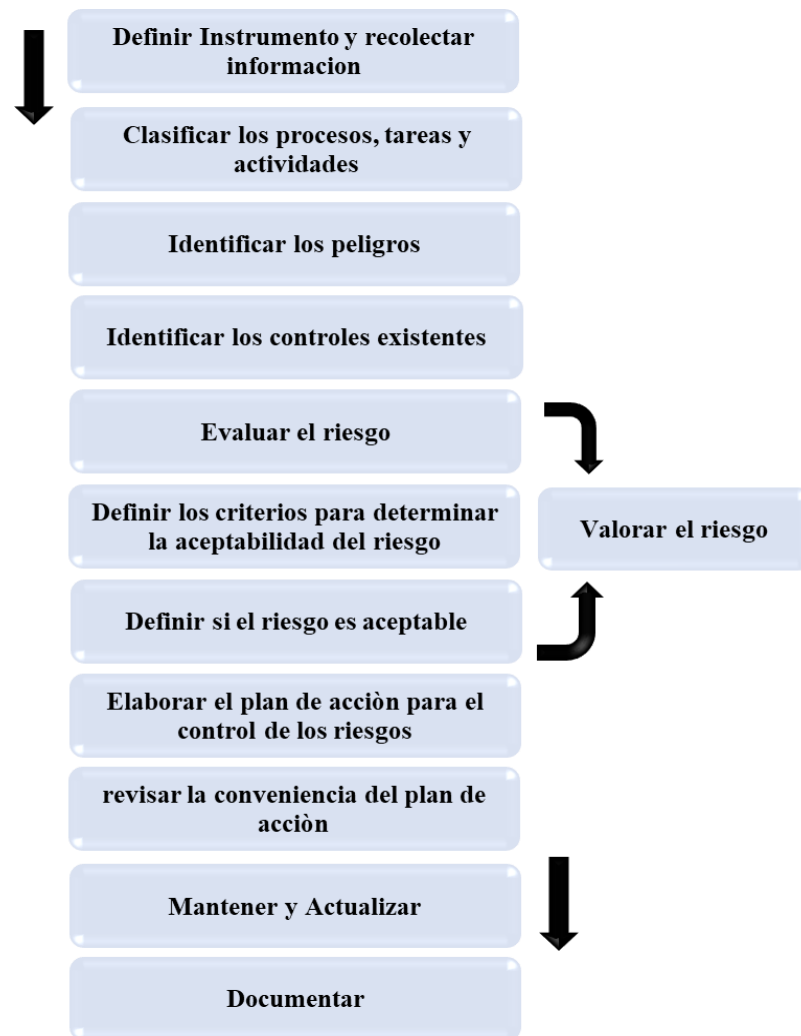 Definir Instrumento y recolectar
informacion
Clasificar los procesos, tareas y
actividades
Identificar los peligros
Identificar los controles existentes
Evaluar el riesgo
Definir los criterios para determinar
la aceptabilidad del riesgo
Valorar el riesgo
Definir si el riesgo es aceptable
Elaborar el plan de acciòn para el
control de los riesgos
revisar la conveniencia del plan de
acciòn
Mantener y Actualizar
Documentar